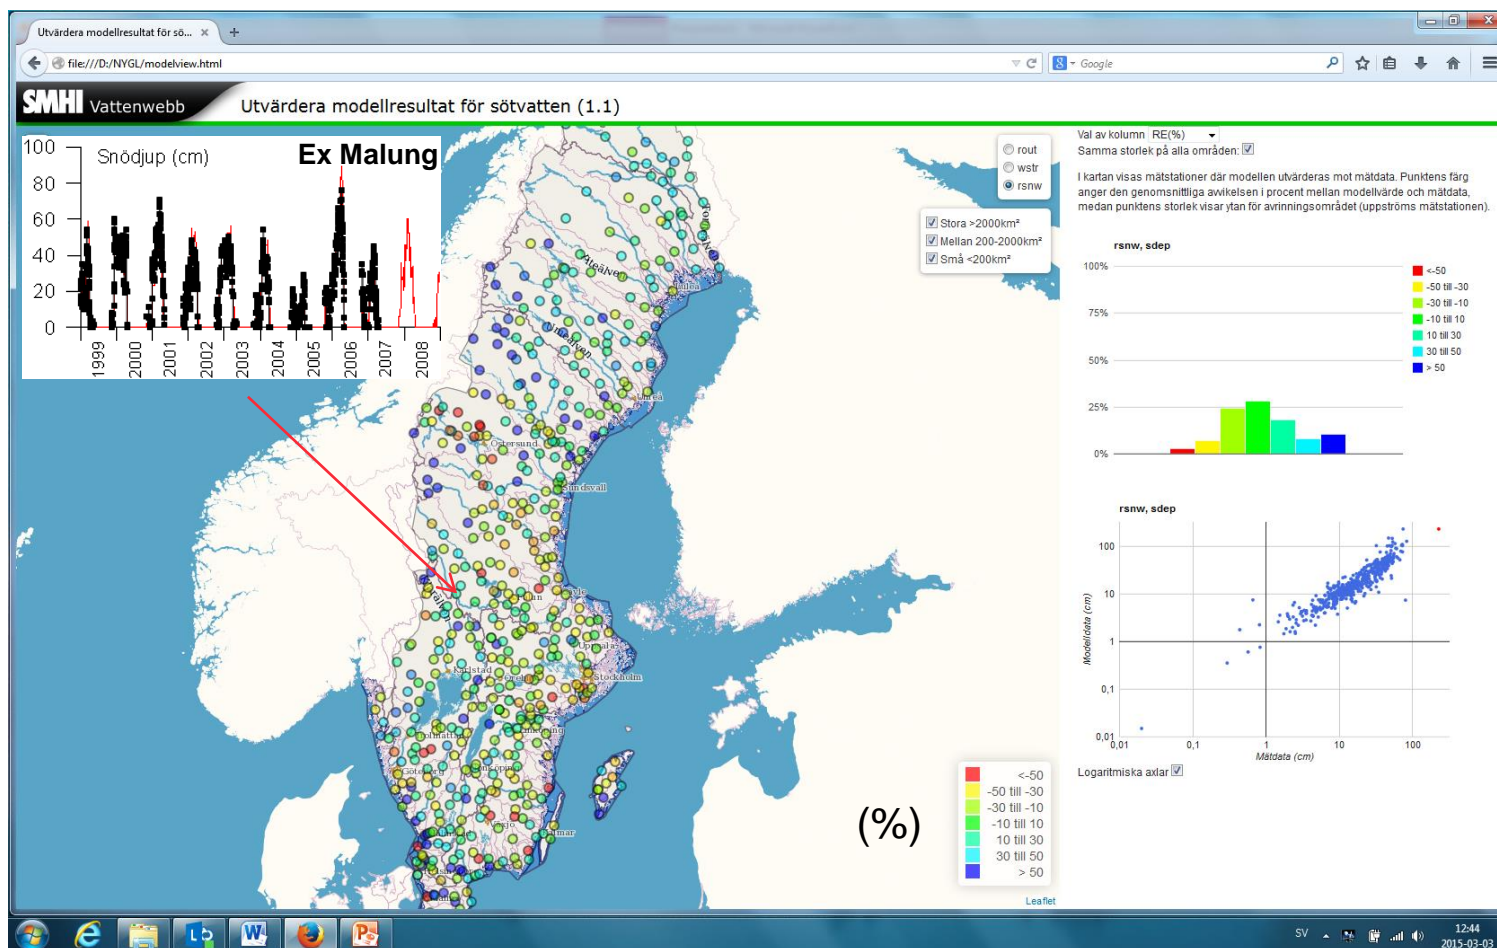 Utvärdera modellresultat för sö... × +
file:///D:/NYGL/modelview.html
8 Google
SMHI Vattenwebb Utvärdera modellresultat för sötvatten (1.1)
Snödjup (cm) Ex Malung
100
80
60
40
20
0
1999 2000 2001 2002 2003 2004 2005 2006 2007 2008
rout
wstr
rsnw
Stora >2000km²
Mellan 200-2000km²
Små <200km²
Umeälven
Luleå
Umeå
Östersund
Sundsvall
Uppsala
Karlstad
Stockholm
Göteborg
(%)
<-50
-50 till -30
-30 till -10
-10 till 10
10 till 30
30 till 50
> 50
Leaflet
Val av kolumn RE(%)
Samma storlek på alla områden:
I kartan visas mätstationer där modellen utvärderas mot mätdata. Punktens färg
anger den genomsnittliga avvikelsen i procent mellan modellvärde och mätdata,
medan punktens storlek visar ytan för avrinningsområdet (uppströms mätstationen).
rsnw, sdep
100%
75%
50%
25%
0%
<-50
-50 till -30
-30 till -10
-10 till 10
10 till 30
30 till 50
> 50
rsnw, sdep
Modelldata (cm)
100
10
1
0,1
0,01
0,01 0,1 1 10 100
Mätdata (cm)
Logaritmiska axlar
SV
12:44
2015-03-03